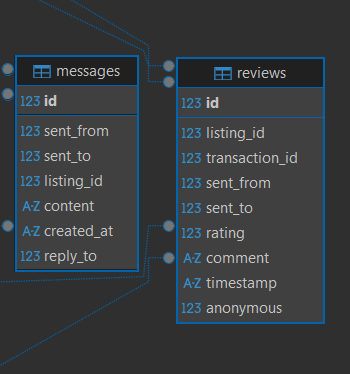 messages
123 id
123 sent_from
123 sent_to
123 listing_id
A-Z content
A-Z created_at
123 reply_to
reviews
123 id
123 listing_id
123 transaction_id
123 sent_from
123 sent_to
123 rating
A-Z comment
A-Z timestamp
123 anonymous